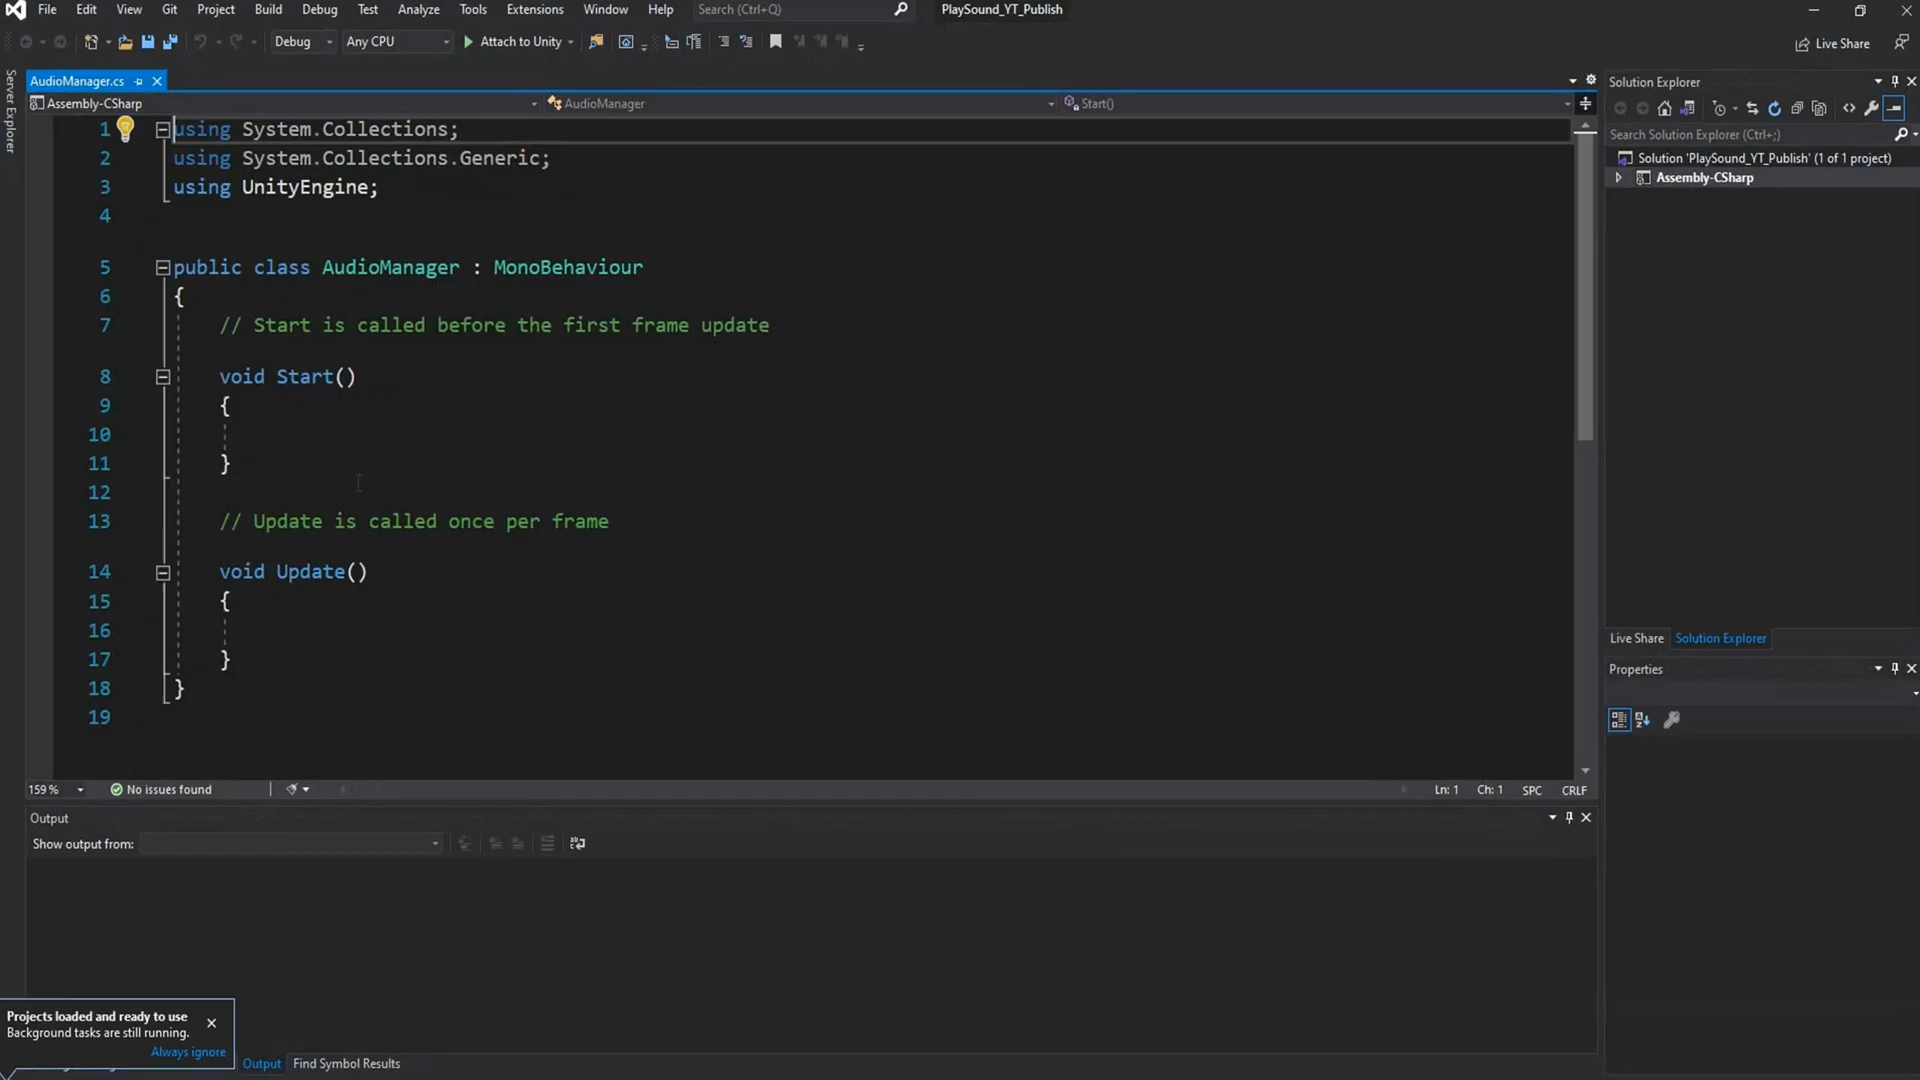 File Edit View Git Project Build Debug Test Analyze Tools Extensions Window Help Search (Ctrl+Q) PlaySound_YT_Publish
Debug Any CPU Attach to Unity Live Share
Server Explorer
AudioManager.cs
Assembly-CSharp AudioManager Start()
1 using System.Collections;
2 using System.Collections.Generic;
3 using UnityEngine;
4
5 public class AudioManager : MonoBehaviour
6 {
7 // Start is called before the first frame update
8 void Start()
9 {
10
11 }
12
13 // Update is called once per frame
14 void Update()
15 {
16
17 }
18 }
19
159 % No issues found Ln: 1 Ch: 1 SPC CRLF
Solution Explorer
Search Solution Explorer (Ctrl+;)
Solution 'PlaySound_YT_Publish' (1 of 1 project)
Assembly-CSharp
Live Share Solution Explorer
Properties
Output
Show output from:
Projects loaded and ready to use
Background tasks are still running.
Always ignore
Output Find Symbol Results